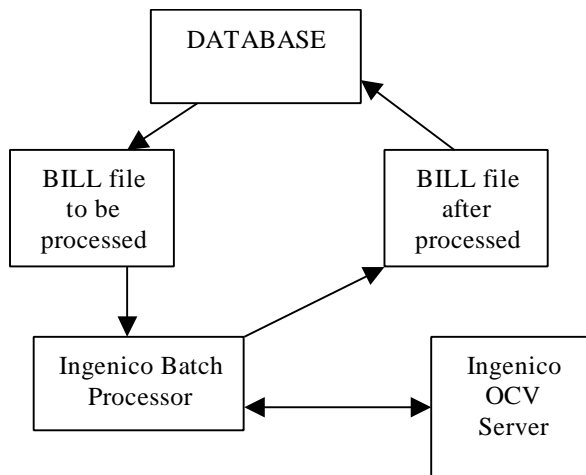 DATABASE
BILL file
to be
processed
BILL file
after
processed
Ingenico Batch
Processor
Ingenico
OCV
Server